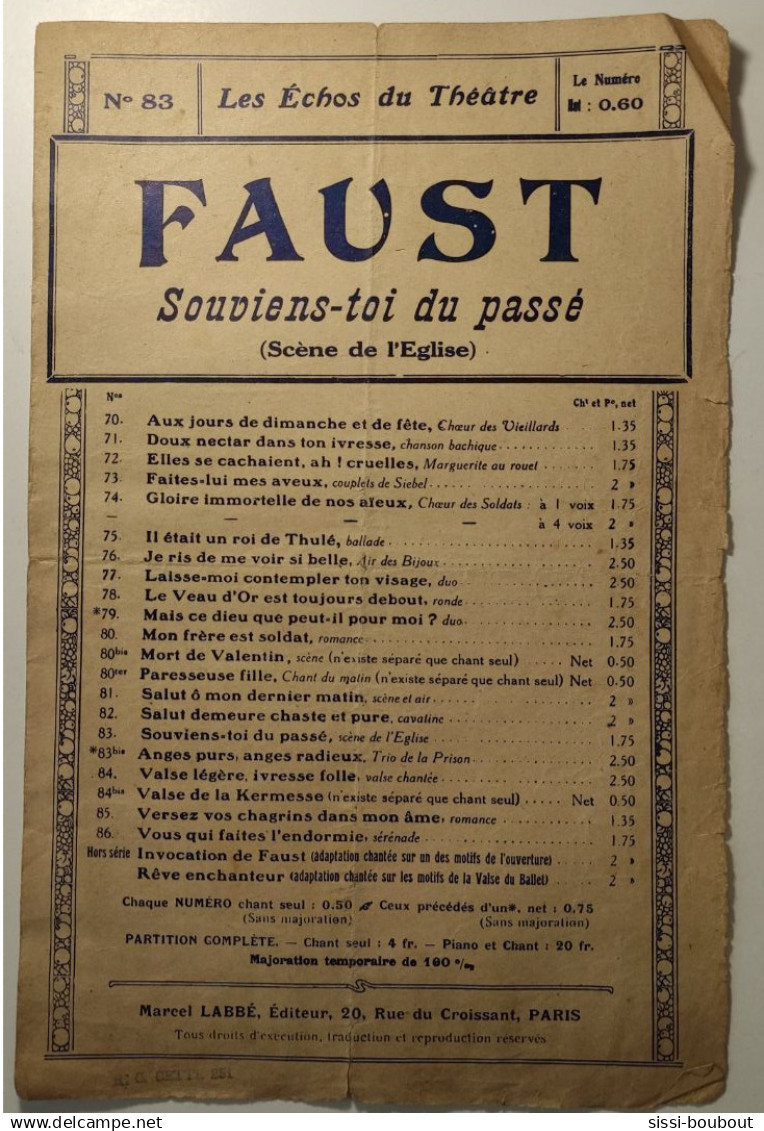 N° 83
Les Échos du Théâtre
Le Numéro
Net : 0.60
FAUST
Souviens-toi du passé
(Scène de l'Eglise)
Nos Cht et Po, net
70. Aux jours de dimanche et de fête, Chœur des Vieillards 1.35
71. Doux nectar dans ton ivresse, chanson bachique 1.35
72. Elles se cachaient, ah ! cruelles, Marguerite au rouet 1.75
73. Faites-lui mes aveux, couplets de Siebel 2 »
74. Gloire immortelle de nos aïeux, Chœur des Soldats : à 1 voix 1.75
— — — — à 4 voix 2 »
75. Il était un roi de Thulé, ballade 1.35
76. Je ris de me voir si belle, Air des Bijoux 2.50
77. Laisse-moi contempler ton visage, duo 2 50
78. Le Veau d'Or est toujours debout, ronde 1.75
*79. Mais ce dieu que peut-il pour moi ? duo 2.50
80. Mon frère est soldat, romance 1.75
80bis Mort de Valentin, scène (n'existe séparé que chant seul) Net 0.50
80ter Paresseuse fille, Chant du matin (n'existe séparé que chant seul) Net 0.50
81. Salut ô mon dernier matin, scène et air 2 »
82. Salut demeure chaste et pure, cavatine 2 »
83. Souviens-toi du passé, scène de l'Eglise 1.75
*83bis Anges purs, anges radieux, Trio de la Prison 2.50
84. Valse légère, ivresse folle, valse chantée 2.50
84bis Valse de la Kermesse (n'existe séparé que chant seul) Net 0.50
85. Versez vos chagrins dans mon âme, romance 1.35
86. Vous qui faites l'endormie, sérénade 1.75
Hors série Invocation de Faust (adaptation chantée sur un des motifs de l'ouverture) 2 »
Rêve enchanteur (adaptation chantée sur les motifs de la Valse du Ballet) 2 »
Chaque NUMÉRO chant seul : 0.50 Ceux précédés d'un*, net : 0.75
(Sans majoration) (Sans majoration)
PARTITION COMPLÈTE. — Chant seul : 4 fr. — Piano et Chant : 20 fr.
Majoration temporaire de 100 %
Marcel LABBÉ, Éditeur, 20, Rue du Croissant, PARIS
Tous droits d'exécution, traduction et reproduction réservés
sissi-boubout